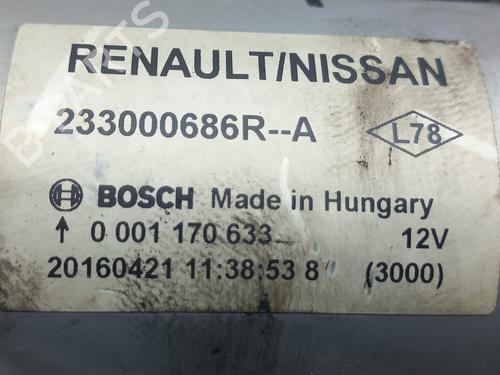 RENAULT/NISSAN
233000686R--A L78
BOSCH Made in Hungary
0 001 170 633 12V
20160421 11:38:53 8 (3000)